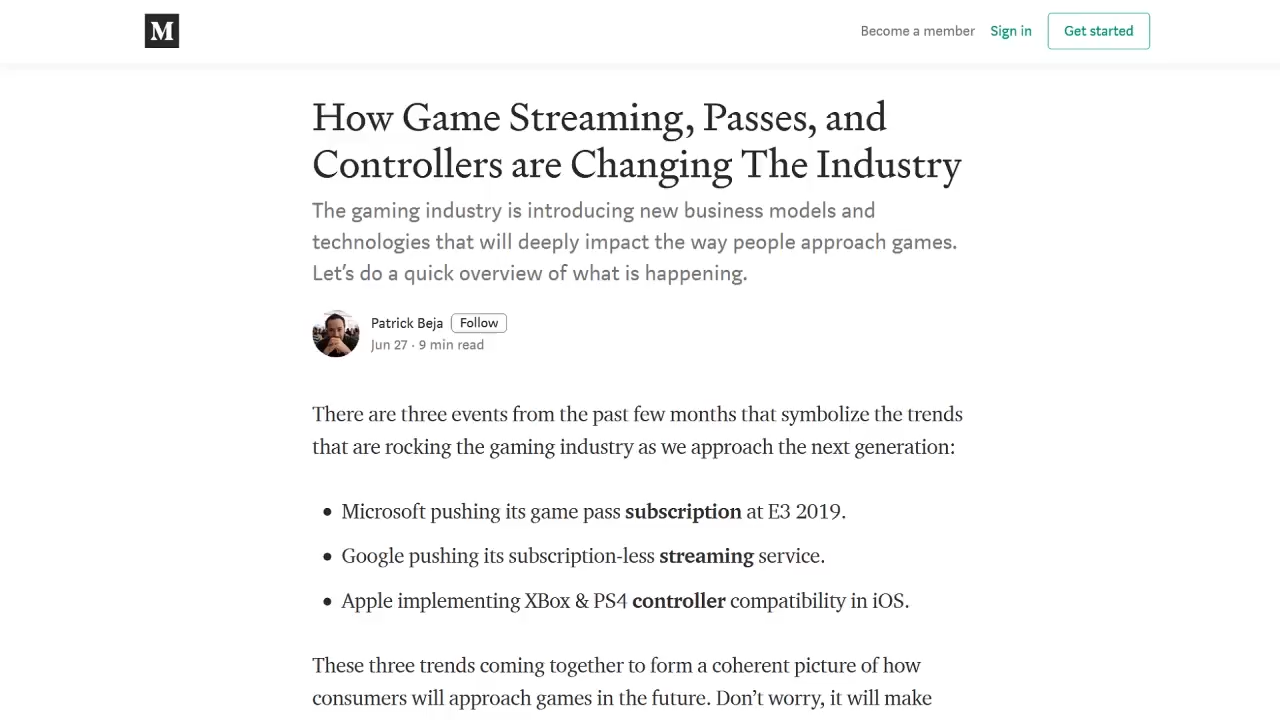 M
Become a member Sign in Get started
How Game Streaming, Passes, and
Controllers are Changing The Industry
The gaming industry is introducing new business models and
technologies that will deeply impact the way people approach games.
Let’s do a quick overview of what is happening.
Patrick Beja Follow
Jun 27 · 9 min read
There are three events from the past few months that symbolize the trends
that are rocking the gaming industry as we approach the next generation:
• Microsoft pushing its game pass subscription at E3 2019.
• Google pushing its subscription-less streaming service.
• Apple implementing XBox & PS4 controller compatibility in iOS.
These three trends coming together to form a coherent picture of how
consumers will approach games in the future. Don’t worry, it will make